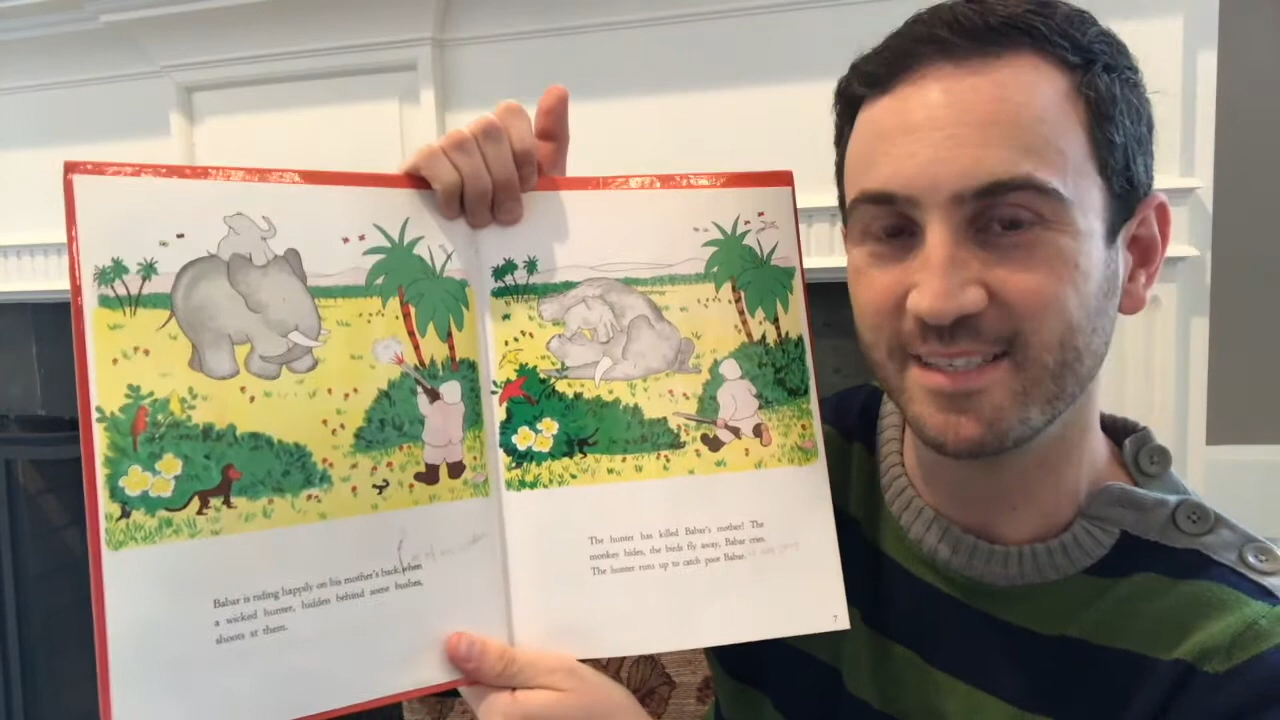 Babar is riding happily on his mother's back, when
a wicked hunter, hidden behind some bushes,
shoots at them.
The hunter has killed Babar's mother! The
monkey hides, the birds fly away, Babar cries.
The hunter runs up to catch poor Babar.
7